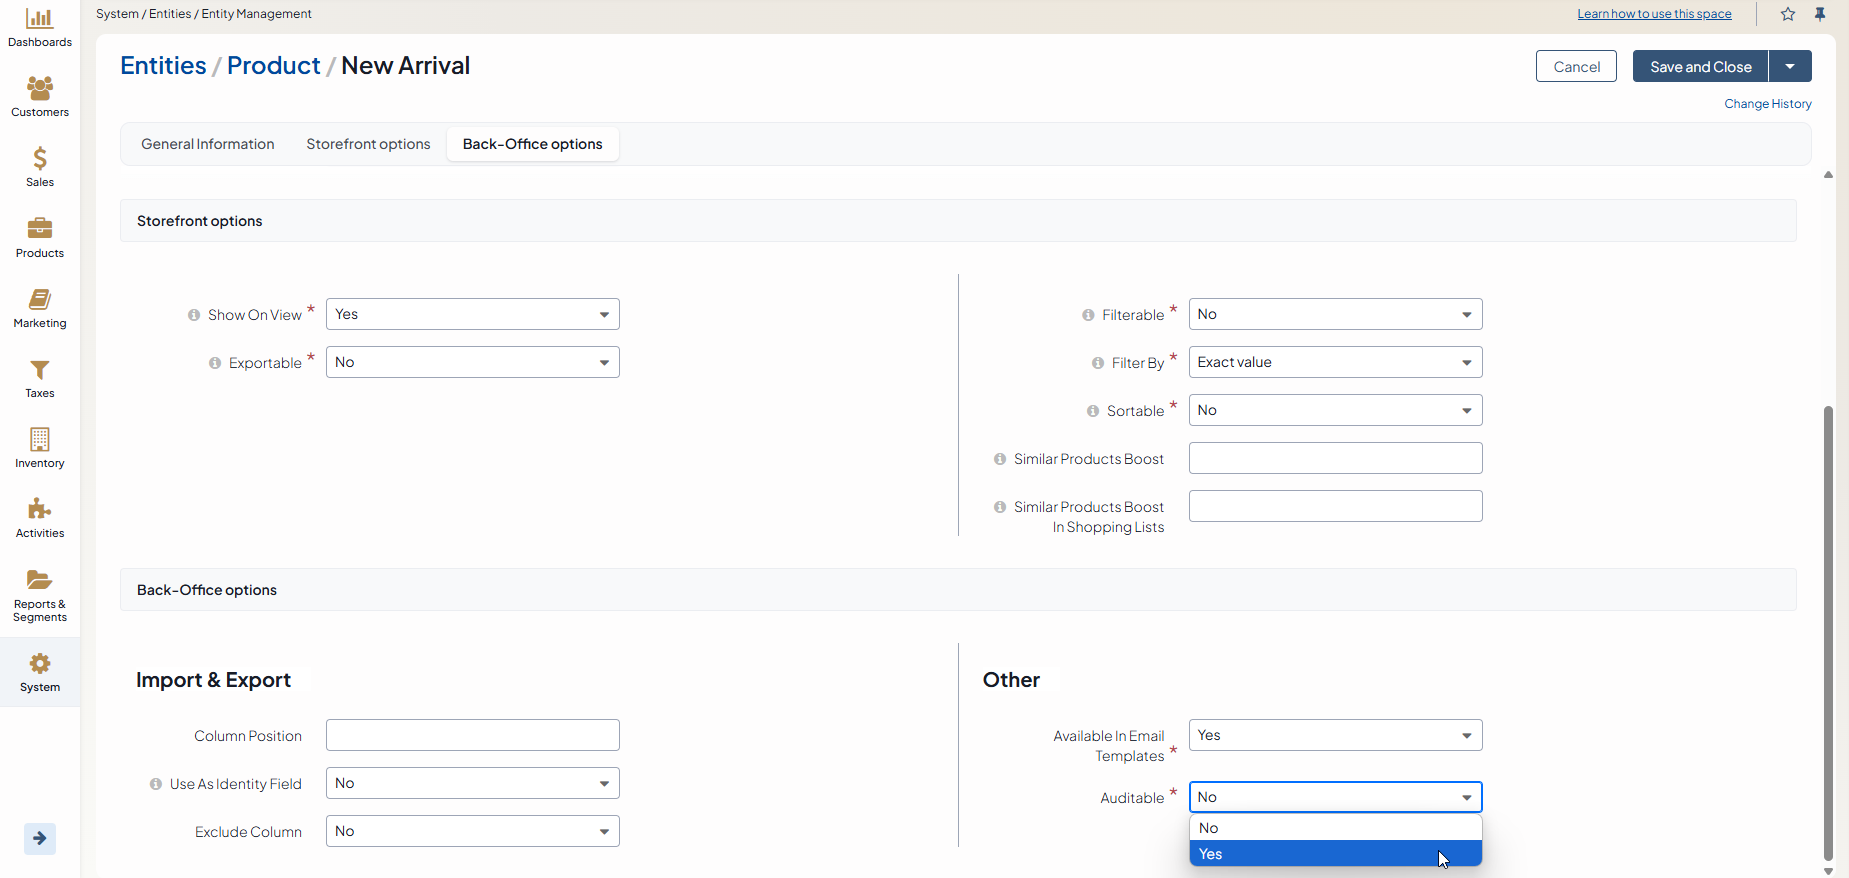 System / Entities / Entity Management
Learn how to use this space
Entities / Product / New Arrival
Cancel
Save and Close
Change History
General Information
Storefront options
Back-Office options
Dashboards
Customers
Sales
Products
Marketing
Taxes
Inventory
Activities
Reports &
Segments
System
Storefront options
Show On View *
Yes
Exportable *
No
Filterable *
No
Filter By *
Exact value
Sortable *
No
Similar Products Boost
Similar Products Boost
In Shopping Lists
Back-Office options
Import & Export
Column Position
Use As Identity Field
No
Exclude Column
No
Other
Available In Email
Templates *
Yes
Auditable *
No
No
Yes